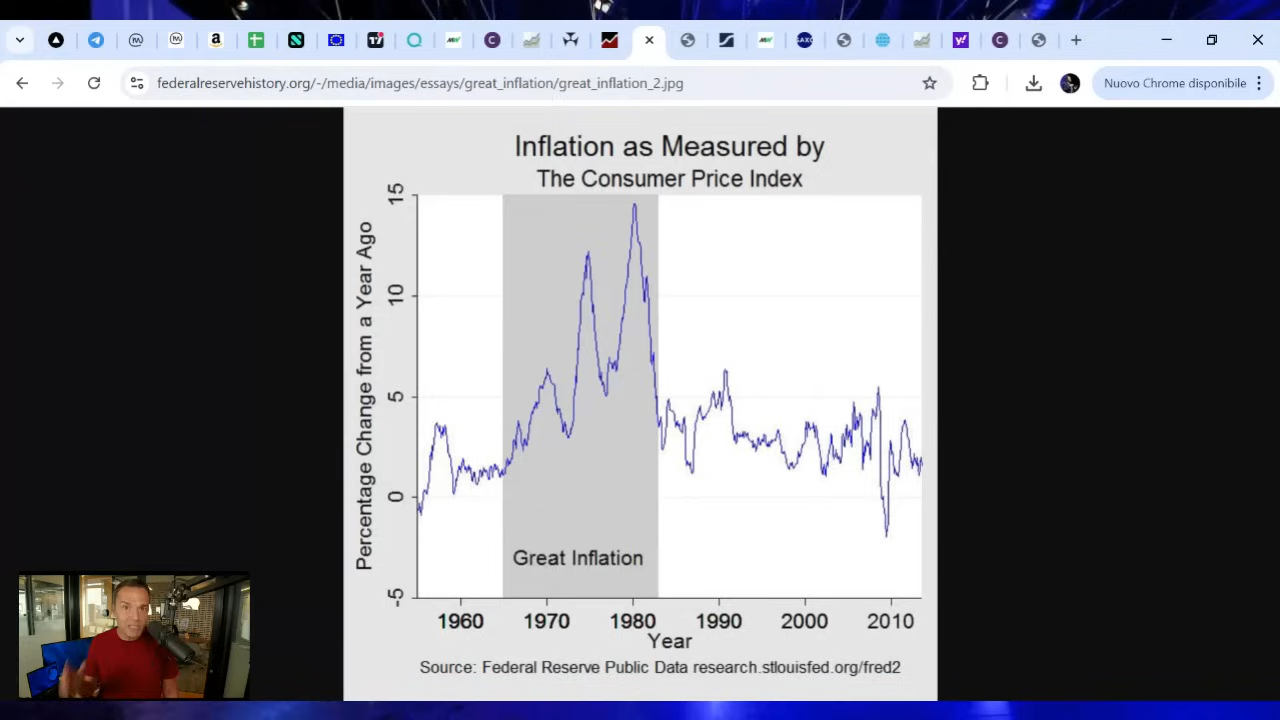 federalreservehistory.org/-/media/images/essays/great_inflation/great_inflation_2.jpg
Nuovo Chrome disponibile
Inflation as Measured by
The Consumer Price Index
Percentage Change from a Year Ago
15
10
5
0
-5
Great Inflation
1960 1970 1980 1990 2000 2010
Year
Source: Federal Reserve Public Data research.stlouisfed.org/fred2